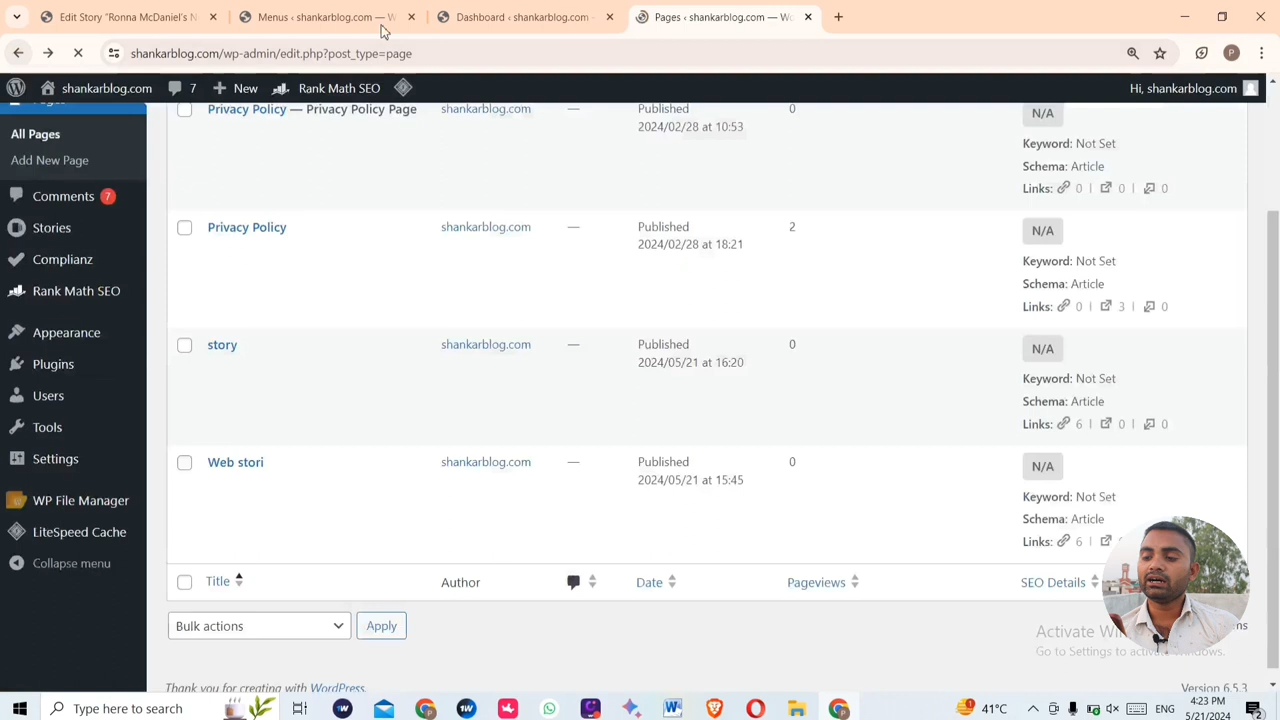 Edit Story "Ronna McDaniel's N
Menus ‹ shankarblog.com — W
Dashboard ‹ shankarblog.com
Pages ‹ shankarblog.com — Wo
shankarblog.com/wp-admin/edit.php?post_type=page
P
shankarblog.com
7
New
Rank Math SEO
Hi, shankarblog.com
All Pages
Add New Page
Comments 7
Stories
Complianz
Rank Math SEO
Appearance
Plugins
Users
Tools
Settings
WP File Manager
LiteSpeed Cache
Collapse menu
Privacy Policy — Privacy Policy Page
shankarblog.com
—
Published
2024/02/28 at 10:53
0
N/A
Keyword: Not Set
Schema: Article
Links: 0 | 0 | 0
Privacy Policy
shankarblog.com
—
Published
2024/02/28 at 18:21
2
N/A
Keyword: Not Set
Schema: Article
Links: 0 | 3 | 0
story
shankarblog.com
—
Published
2024/05/21 at 16:20
0
N/A
Keyword: Not Set
Schema: Article
Links: 6 | 0 | 0
Web stori
shankarblog.com
—
Published
2024/05/21 at 15:45
0
N/A
Keyword: Not Set
Schema: Article
Links: 6 |
Title
Author
Date
Pageviews
SEO Details
Bulk actions
Apply
Activate Wi
Go to Settings to activate Windows.
Thank you for creating with WordPress.
Version 6.5.3
Type here to search
41°C
ENG
4:23 PM
5/21/2024
2